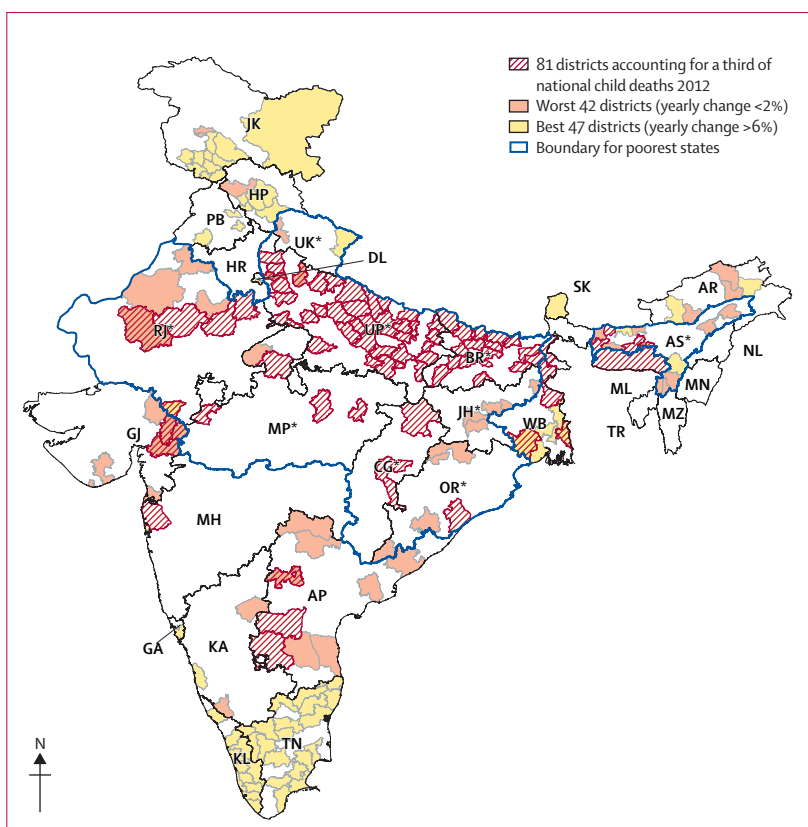 81 districts accounting for a third of
national child deaths 2012
Worst 42 districts (yearly change <2%)
Best 47 districts (yearly change >6%)
Boundary for poorest states
JK
HP
PB
UK*
HR
DL
SK
AR
RJ*
UP*
BR*
AS*
NL
ML
MN
JH*
MZ
TR
GJ
MP*
WB
CG*
OR*
MH
AP
GA
KA
TN
KL
N